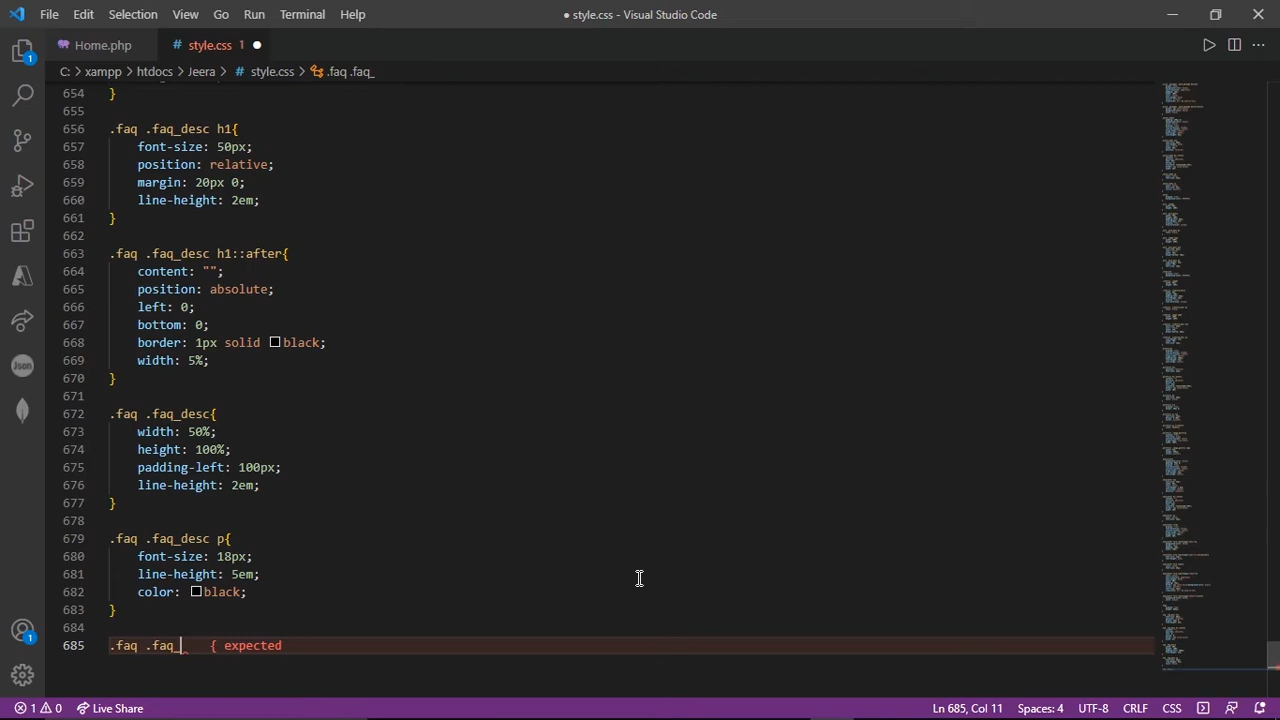 File Edit Selection View Go Run Terminal Help ● style.css - Visual Studio Code
Home.php # style.css 1 ●
C: > xampp > htdocs > Jeera > # style.css > .faq .faq_
654 }
655
656 .faq .faq_desc h1{
657 font-size: 50px;
658 position: relative;
659 margin: 20px 0;
660 line-height: 2em;
661 }
662
663 .faq .faq_desc h1::after{
664 content: "";
665 position: absolute;
666 left: 0;
667 bottom: 0;
668 border: 1px solid black;
669 width: 5%;
670 }
671
672 .faq .faq_desc{
673 width: 50%;
674 height: 100%;
675 padding-left: 100px;
676 line-height: 2em;
677 }
678
679 .faq .faq_desc p{
680 font-size: 18px;
681 line-height: 5em;
682 color: black;
683 }
684
685 .faq .faq_ { expected
1
Json
1
1 0 Live Share Ln 685, Col 11 Spaces: 4 UTF-8 CRLF CSS